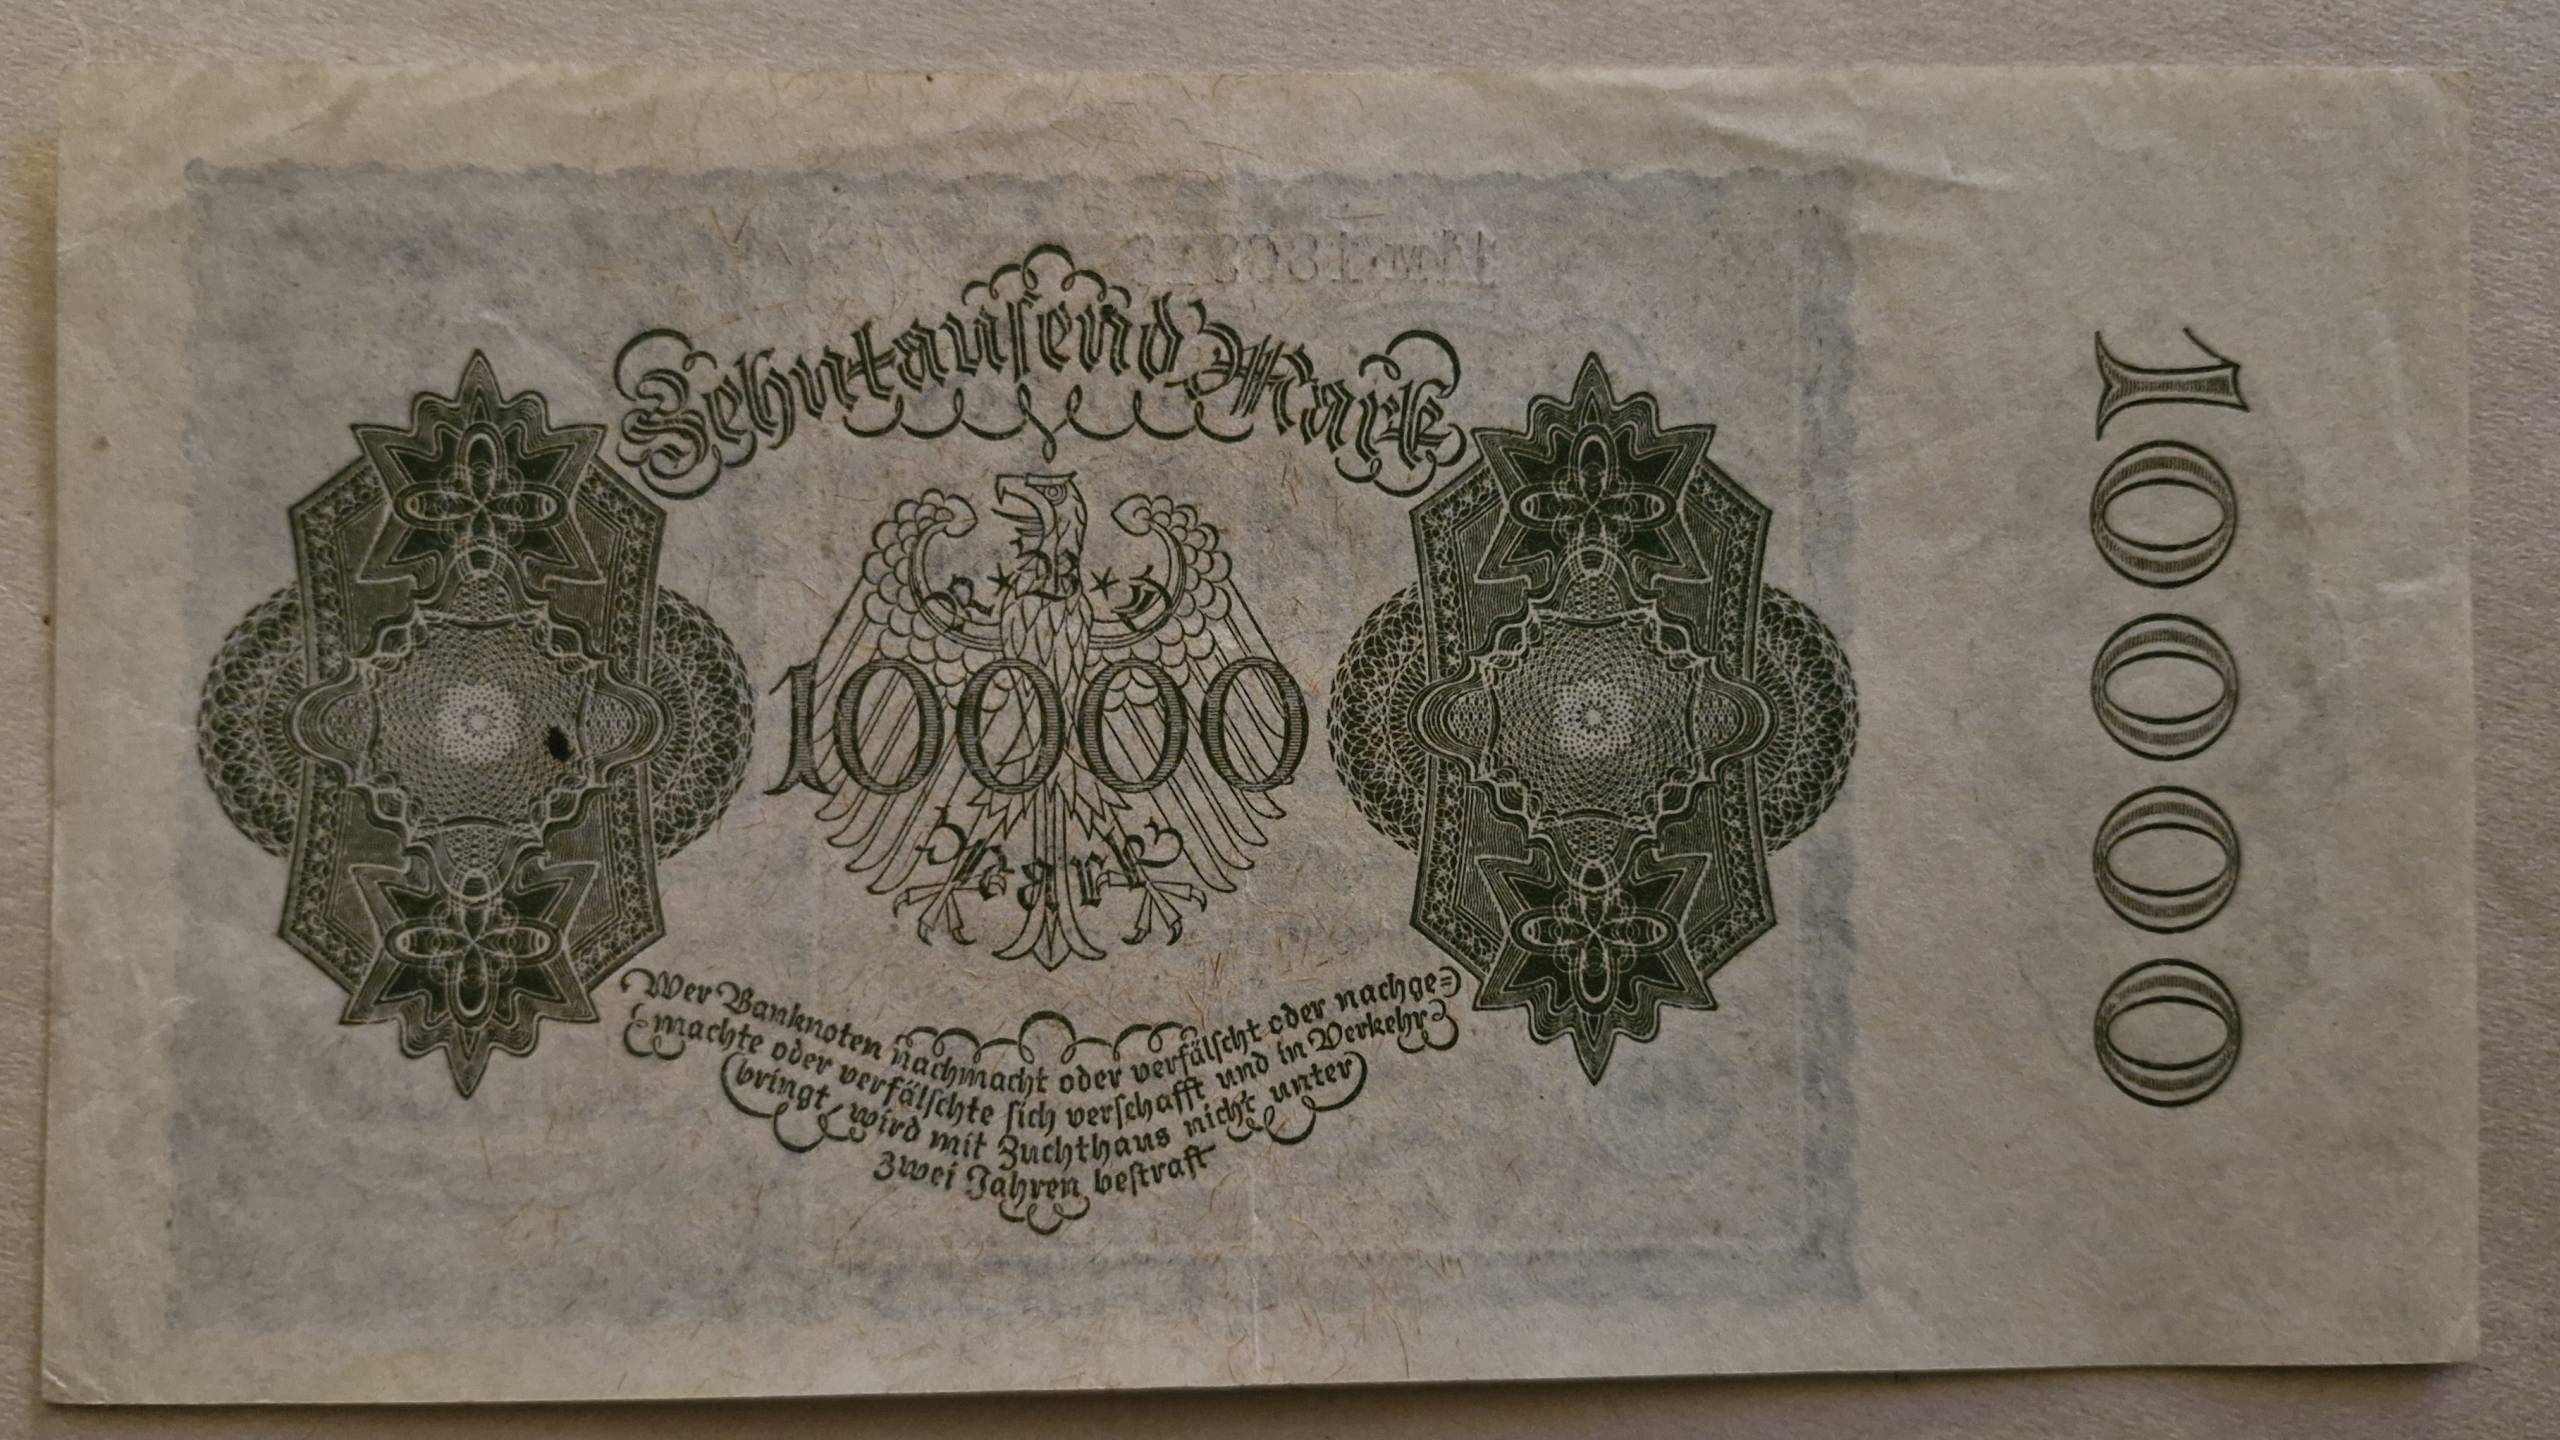 Zehntausend Mark
R * B * D
10000
Mark
Wer Banknoten nachmacht oder verfälscht oder nachge-
machte oder verfälschte sich verschafft und in Verkehr
bringt, wird mit Zuchthaus nicht unter
zwei Jahren bestraft
10000